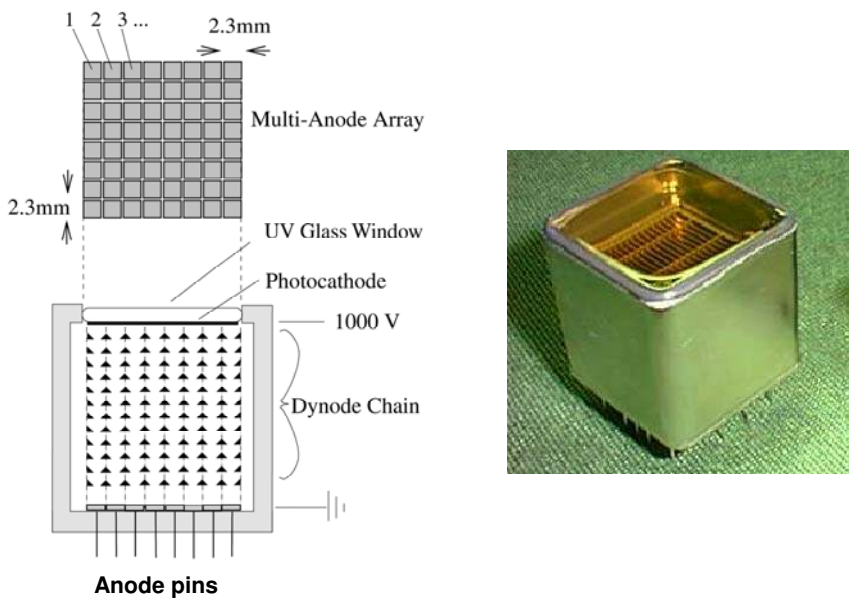 1 2 3 ...
2.3mm
Multi-Anode Array
2.3mm
UV Glass Window
Photocathode
1000 V
Dynode Chain
Anode pins